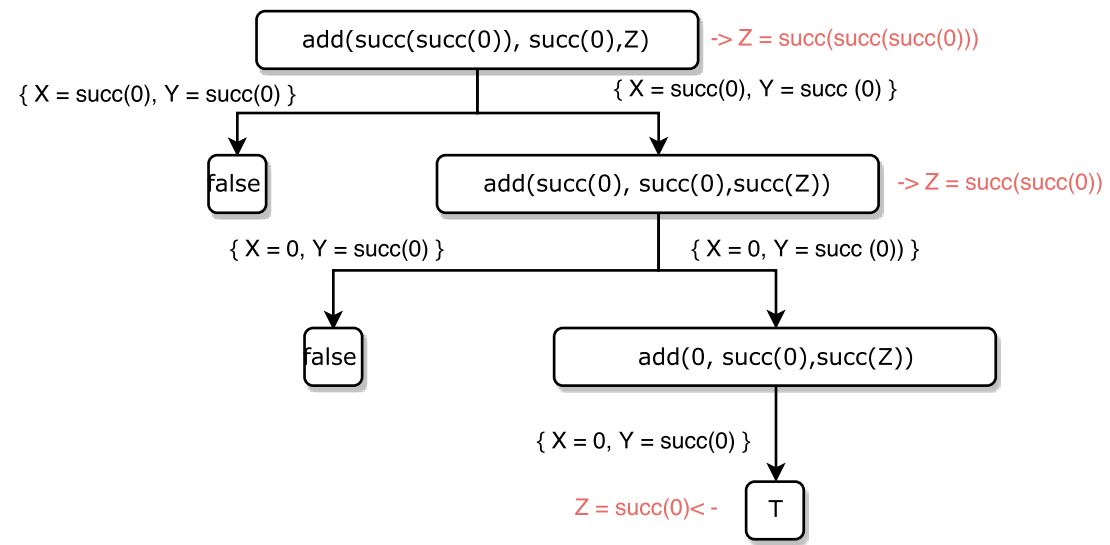 add(succ(succ(0)), succ(0),Z)
-> Z = succ(succ(succ(0)))
{ X = succ(0), Y = succ(0) }
{ X = succ(0), Y = succ (0) }
false
add(succ(0), succ(0),succ(Z))
-> Z = succ(succ(0))
{ X = 0, Y = succ(0) }
{ X = 0, Y = succ (0)) }
false
add(0, succ(0),succ(Z))
{ X = 0, Y = succ(0) }
Z = succ(0)< -
T